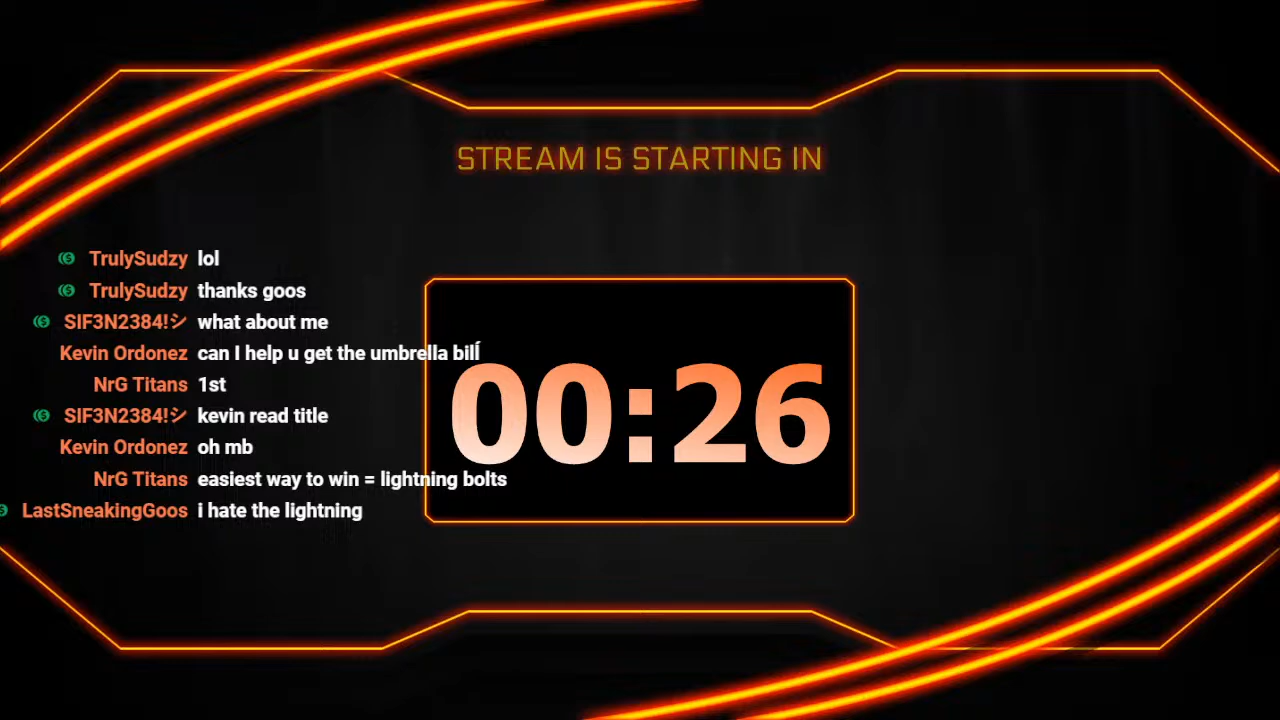 STREAM IS STARTING IN
TrulySudzy lol
TrulySudzy thanks goos
SIF3N2384!シ what about me
Kevin Ordonez can I help u get the umbrella billÍ
NrG Titans 1st
SIF3N2384!シ kevin read title
Kevin Ordonez oh mb
NrG Titans easiest way to win = lightning bolts
LastSneakingGoos i hate the lightning
00:26